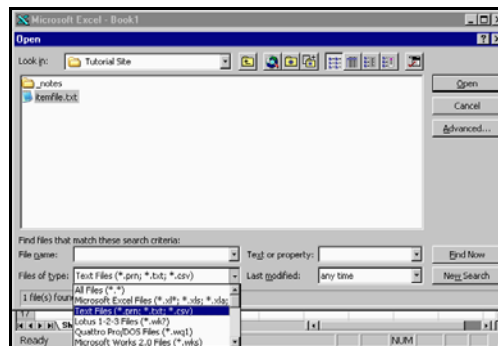 Microsoft Excel - Book1
Open
Look in: Tutorial Site
_notes
itemfile.txt
Open
Cancel
Advanced...
Find files that match these search criteria:
File name: Text or property: Find Now
Files of type: Text Files (*.prn; *.txt; *.csv) Last modified: any time New Search
All Files (*.*)
1 file(s) found
Microsoft Excel Files (*.xl*; *.xls; *.xla;
Text Files (*.prn; *.txt; *.csv)
17
Lotus 1-2-3 Files (*.wk?)
Quattro Pro/DOS Files (*.wq1)
Ready Microsoft Works 2.0 Files (*.wks) NUM